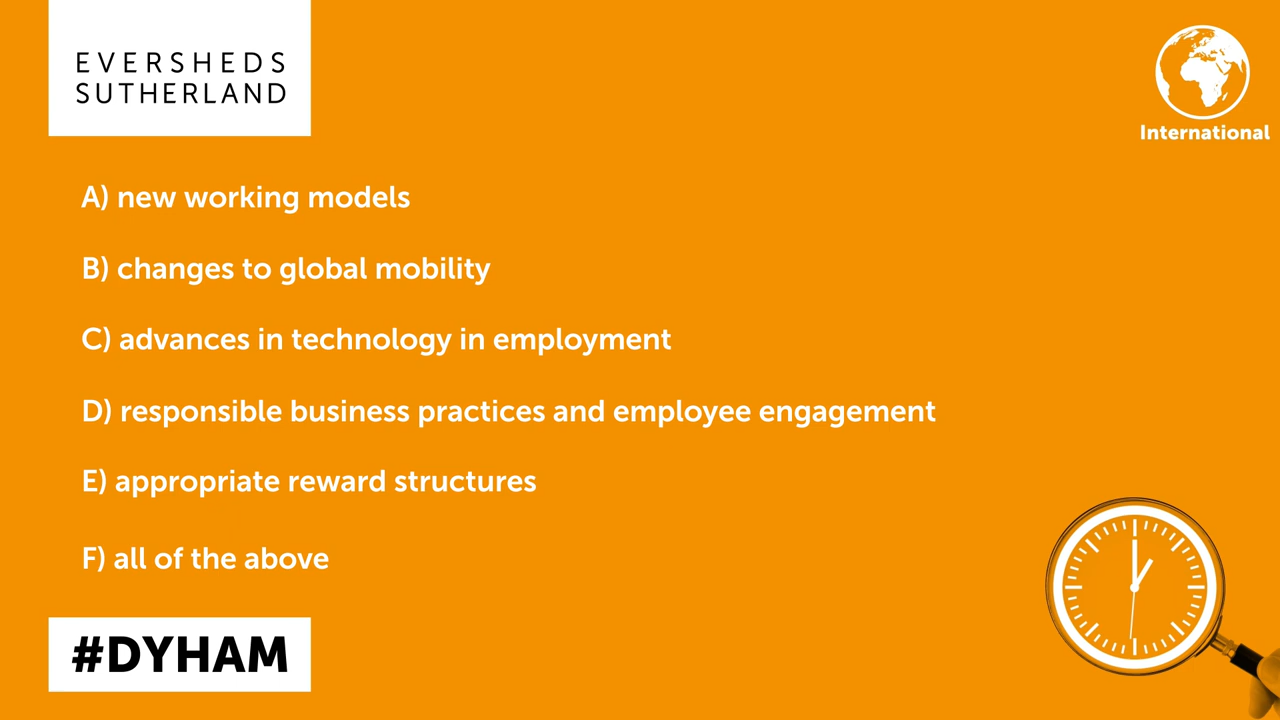 EVERSHEDS
SUTHERLAND
International
A) new working models
B) changes to global mobility
C) advances in technology in employment
D) responsible business practices and employee engagement
E) appropriate reward structures
F) all of the above
#DYHAM